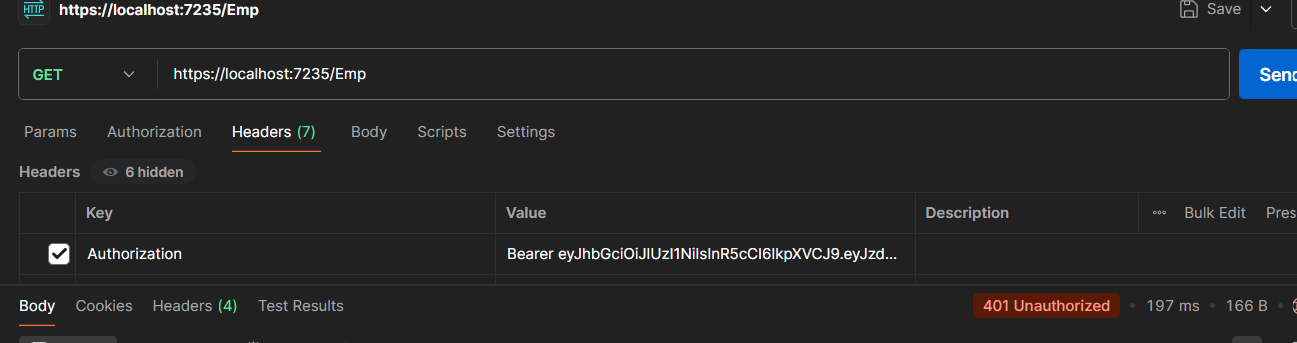 HTTP https://localhost:7235/Emp Save
GET https://localhost:7235/Emp Send
Params Authorization Headers (7) Body Scripts Settings
Headers 6 hidden
Key Value Description Bulk Edit Pres
Authorization Bearer eyJhbGciOiJIUzI1NiIsInR5cCI6IkpXVCJ9.eyJzd...
Body Cookies Headers (4) Test Results 401 Unauthorized • 197 ms • 166 B •